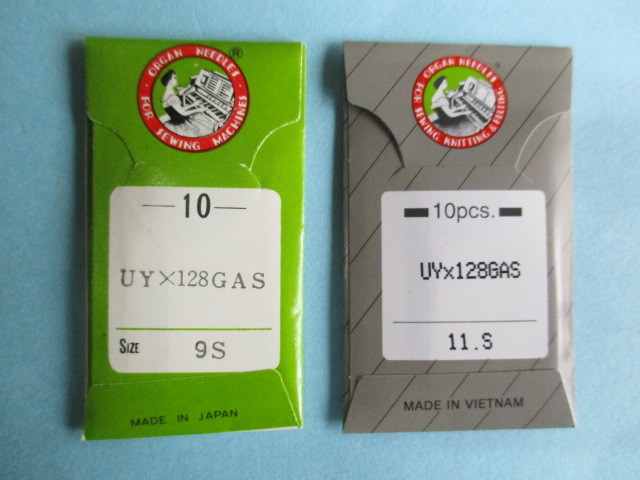 ORGAN NEEDLES ®
FOR SEWING MACHINES
— 10 —
UY×128GAS
SIZE 9S
MADE IN JAPAN
ORGAN NEEDLES
FOR SEWING, KNITTING & FELTING
10pcs.
UYx128GAS
11.S
MADE IN VIETNAM